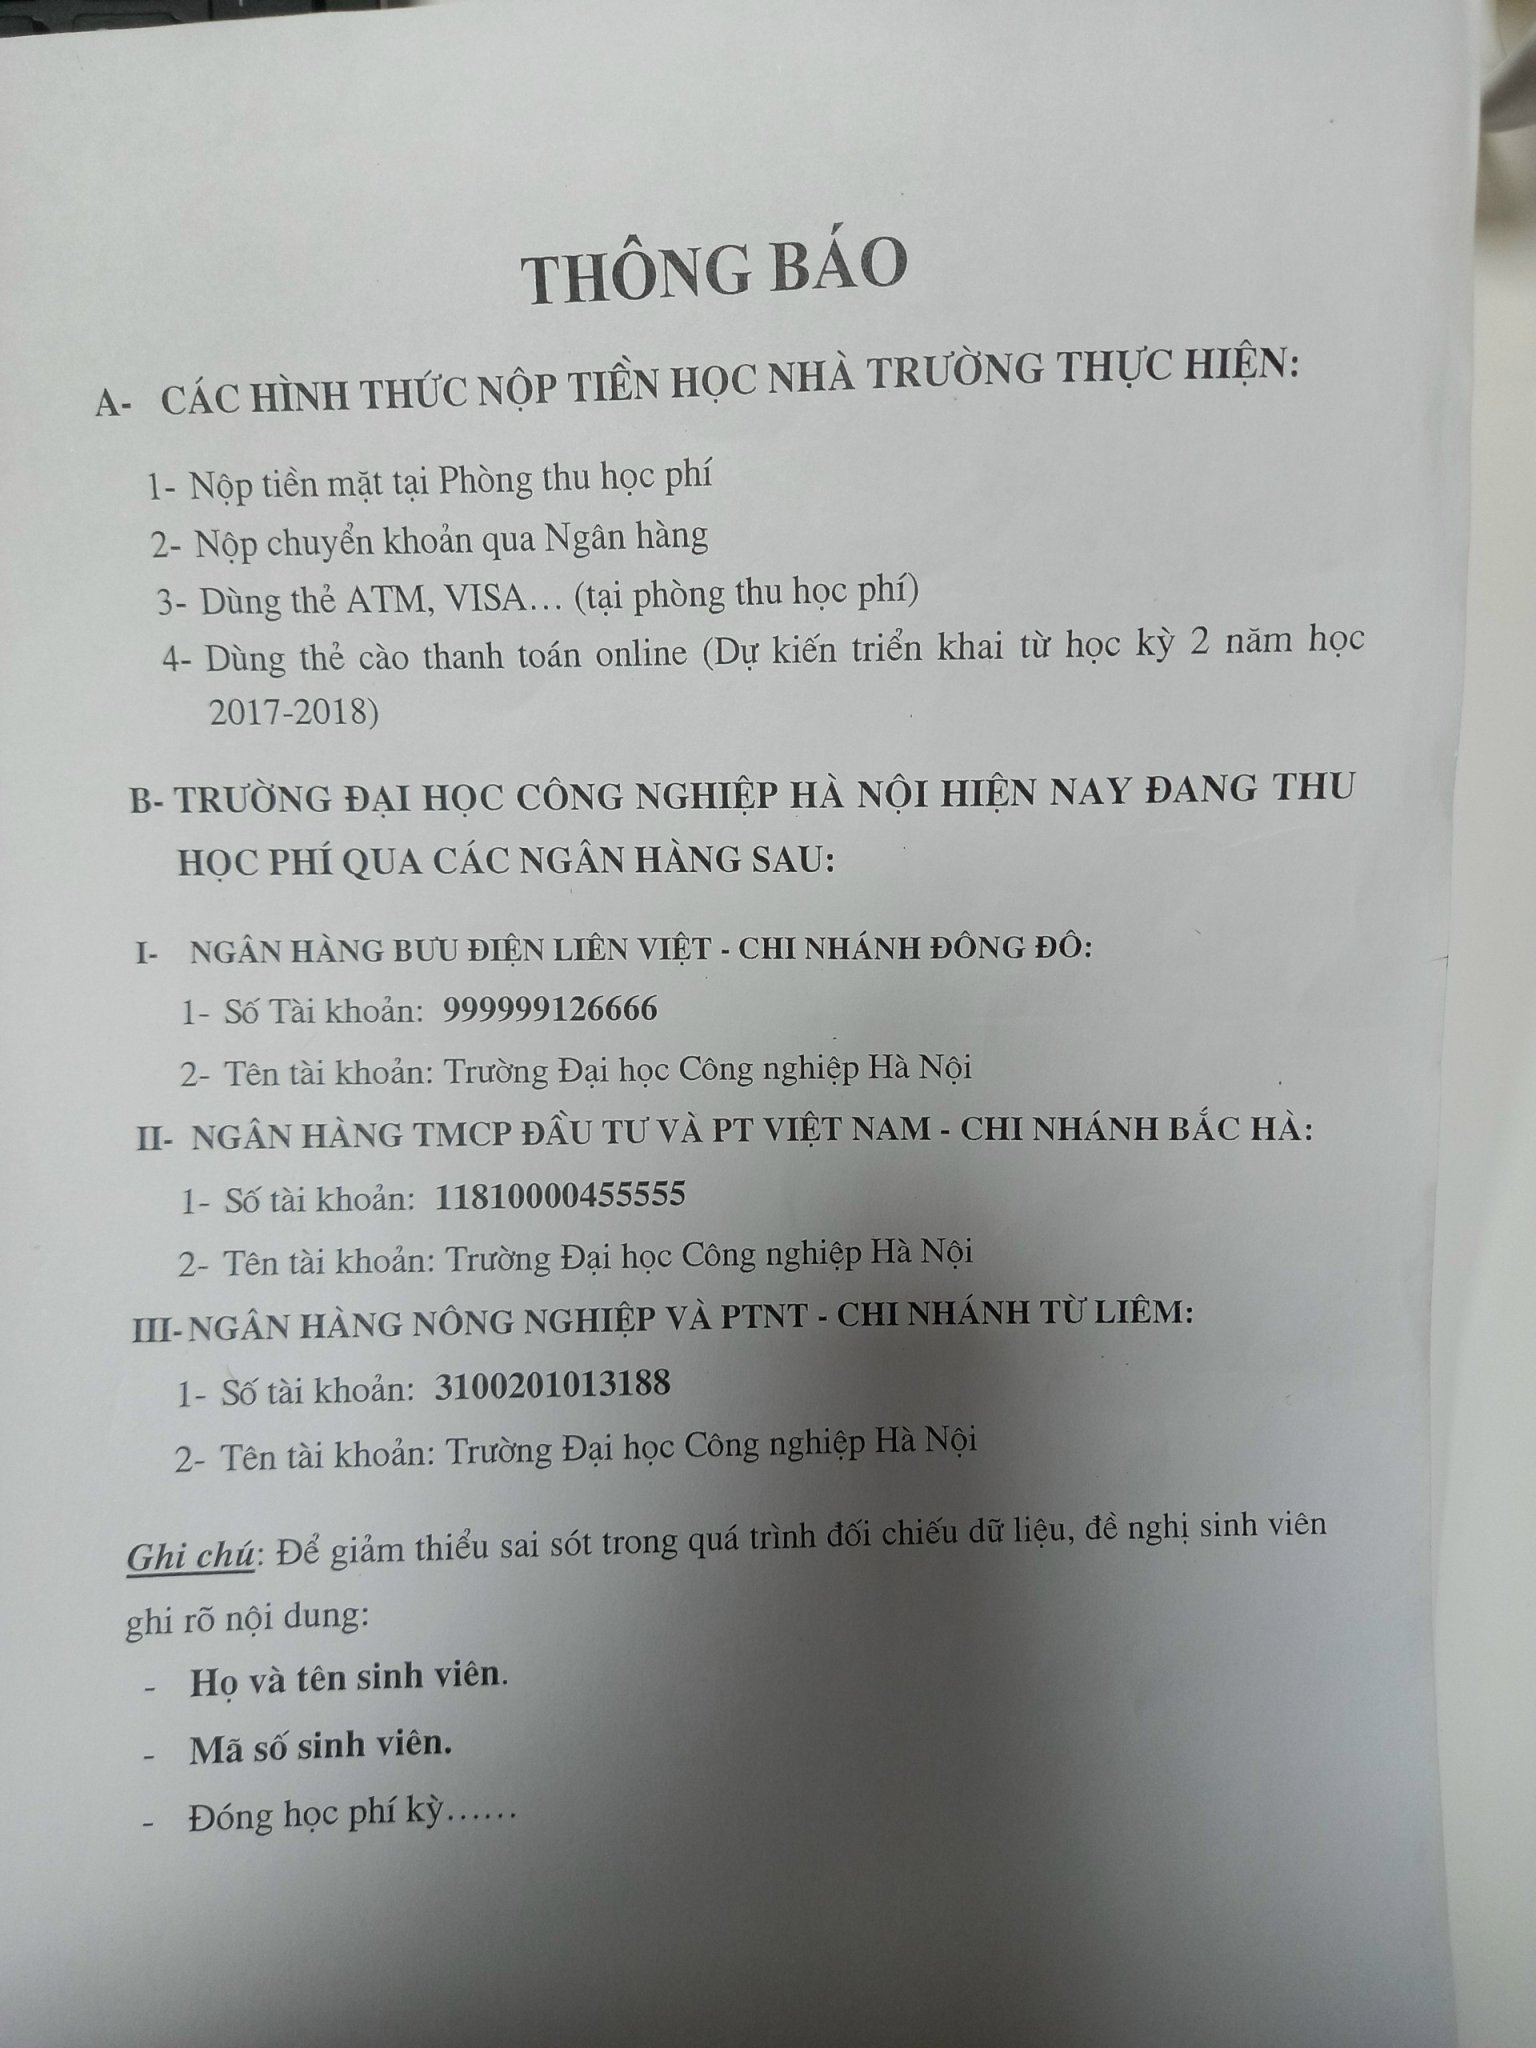 THÔNG BÁO
A- CÁC HÌNH THỨC NỘP TIỀN HỌC NHÀ TRƯỜNG THỰC HIỆN:
1- Nộp tiền mặt tại Phòng thu học phí
2- Nộp chuyển khoản qua Ngân hàng
3- Dùng thẻ ATM, VISA… (tại phòng thu học phí)
4- Dùng thẻ cào thanh toán online (Dự kiến triển khai từ học kỳ 2 năm học
2017-2018)
B- TRƯỜNG ĐẠI HỌC CÔNG NGHIỆP HÀ NỘI HIỆN NAY ĐANG THU
HỌC PHÍ QUA CÁC NGÂN HÀNG SAU:
I- NGÂN HÀNG BƯU ĐIỆN LIÊN VIỆT - CHI NHÁNH ĐÔNG ĐÔ:
1- Số Tài khoản: 999999126666
2- Tên tài khoản: Trường Đại học Công nghiệp Hà Nội
II- NGÂN HÀNG TMCP ĐẦU TƯ VÀ PT VIỆT NAM - CHI NHÁNH BẮC HÀ:
1- Số tài khoản: 11810000455555
2- Tên tài khoản: Trường Đại học Công nghiệp Hà Nội
III- NGÂN HÀNG NÔNG NGHIỆP VÀ PTNT - CHI NHÁNH TỪ LIÊM:
1- Số tài khoản: 3100201013188
2- Tên tài khoản: Trường Đại học Công nghiệp Hà Nội
Ghi chú: Để giảm thiểu sai sót trong quá trình đối chiếu dữ liệu, đề nghị sinh viên
ghi rõ nội dung:
- Họ và tên sinh viên.
- Mã số sinh viên.
- Đóng học phí kỳ……